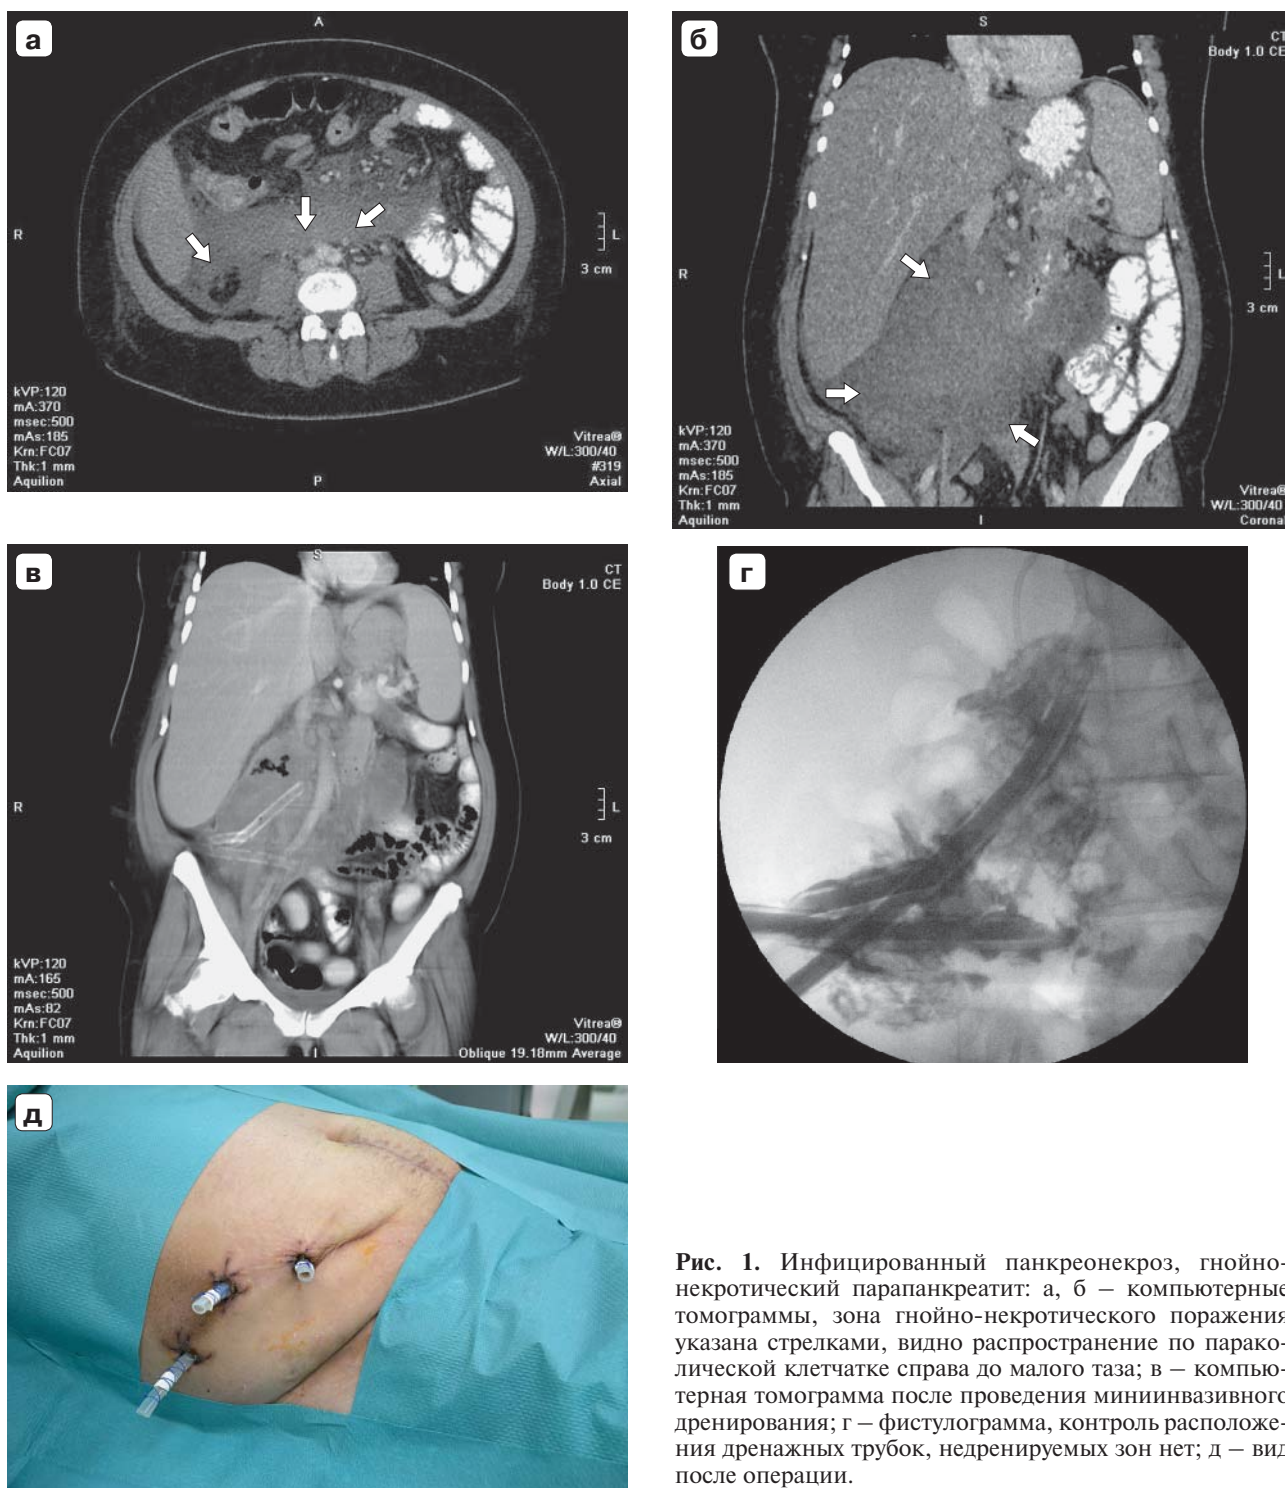 а
A
R
L
3 cm
kVP:120
mA:370
msec:500
mAs:185
Krn:FC07
Thk:1 mm
Aquilion
P
Vitrea®
W/L:300/40
#319
Axial
б
S
CT
Body 1.0 CE
R
L
3 cm
kVP:120
mA:370
msec:500
mAs:185
Krn:FC07
Thk:1 mm
Aquilion
I
Vitrea®
W/L:300/40
Coronal
в
S
CT
Body 1.0 CE
R
L
3 cm
kVP:120
mA:165
msec:500
mAs:82
Krn:FC07
Thk:1 mm
Aquilion
I
Vitrea®
W/L:300/40
Oblique 19.18mm Average
г
д
Рис. 1. Инфицированный панкреонекроз, гнойно-
некротический парапанкреатит: а, б – компьютерные
томограммы, зона гнойно-некротического поражения
указана стрелками, видно распространение по парако-
лической клетчатке справа до малого таза; в – компью-
терная томограмма после проведения миниинвазивного
дренирования; г – фистулограмма, контроль расположе-
ния дренажных трубок, недренируемых зон нет; д – вид
после операции.